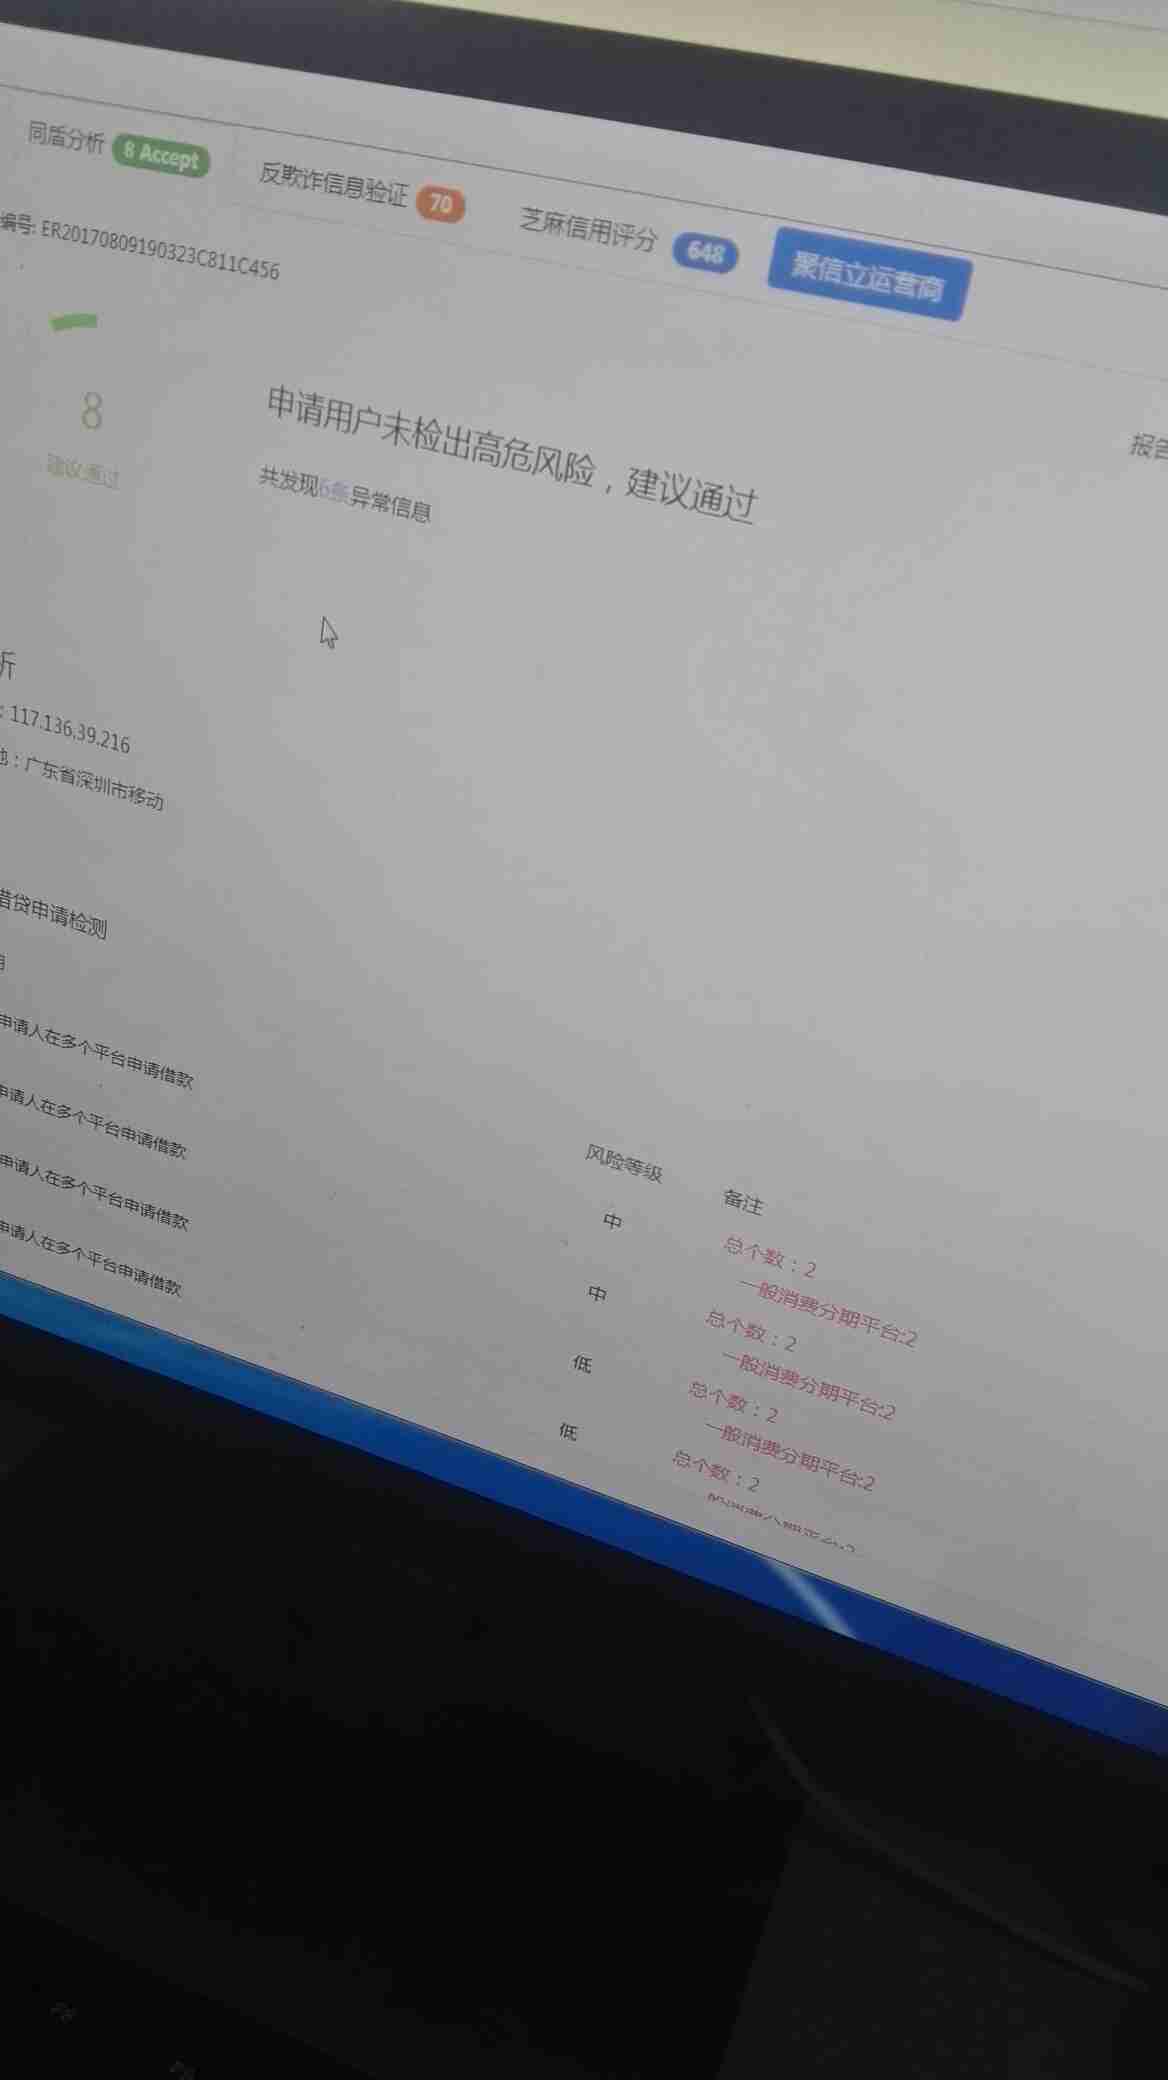 同盾分析 8 Accept
反欺诈信息验证 70
芝麻信用评分 648
聚信立运营商
编号: ER20170809190323C811C456
报告
8
建议通过
申请用户未检出高危风险，建议通过
共发现6条异常信息
析
: 117.136.39.216
地：广东省深圳市移动
借贷申请检测
风险等级 备注
申请人在多个平台申请借款 中 总个数：2
一般消费分期平台:2
申请人在多个平台申请借款 中 总个数：2
一般消费分期平台:2
申请人在多个平台申请借款 低 总个数：2
一般消费分期平台:2
申请人在多个平台申请借款 低 总个数：2